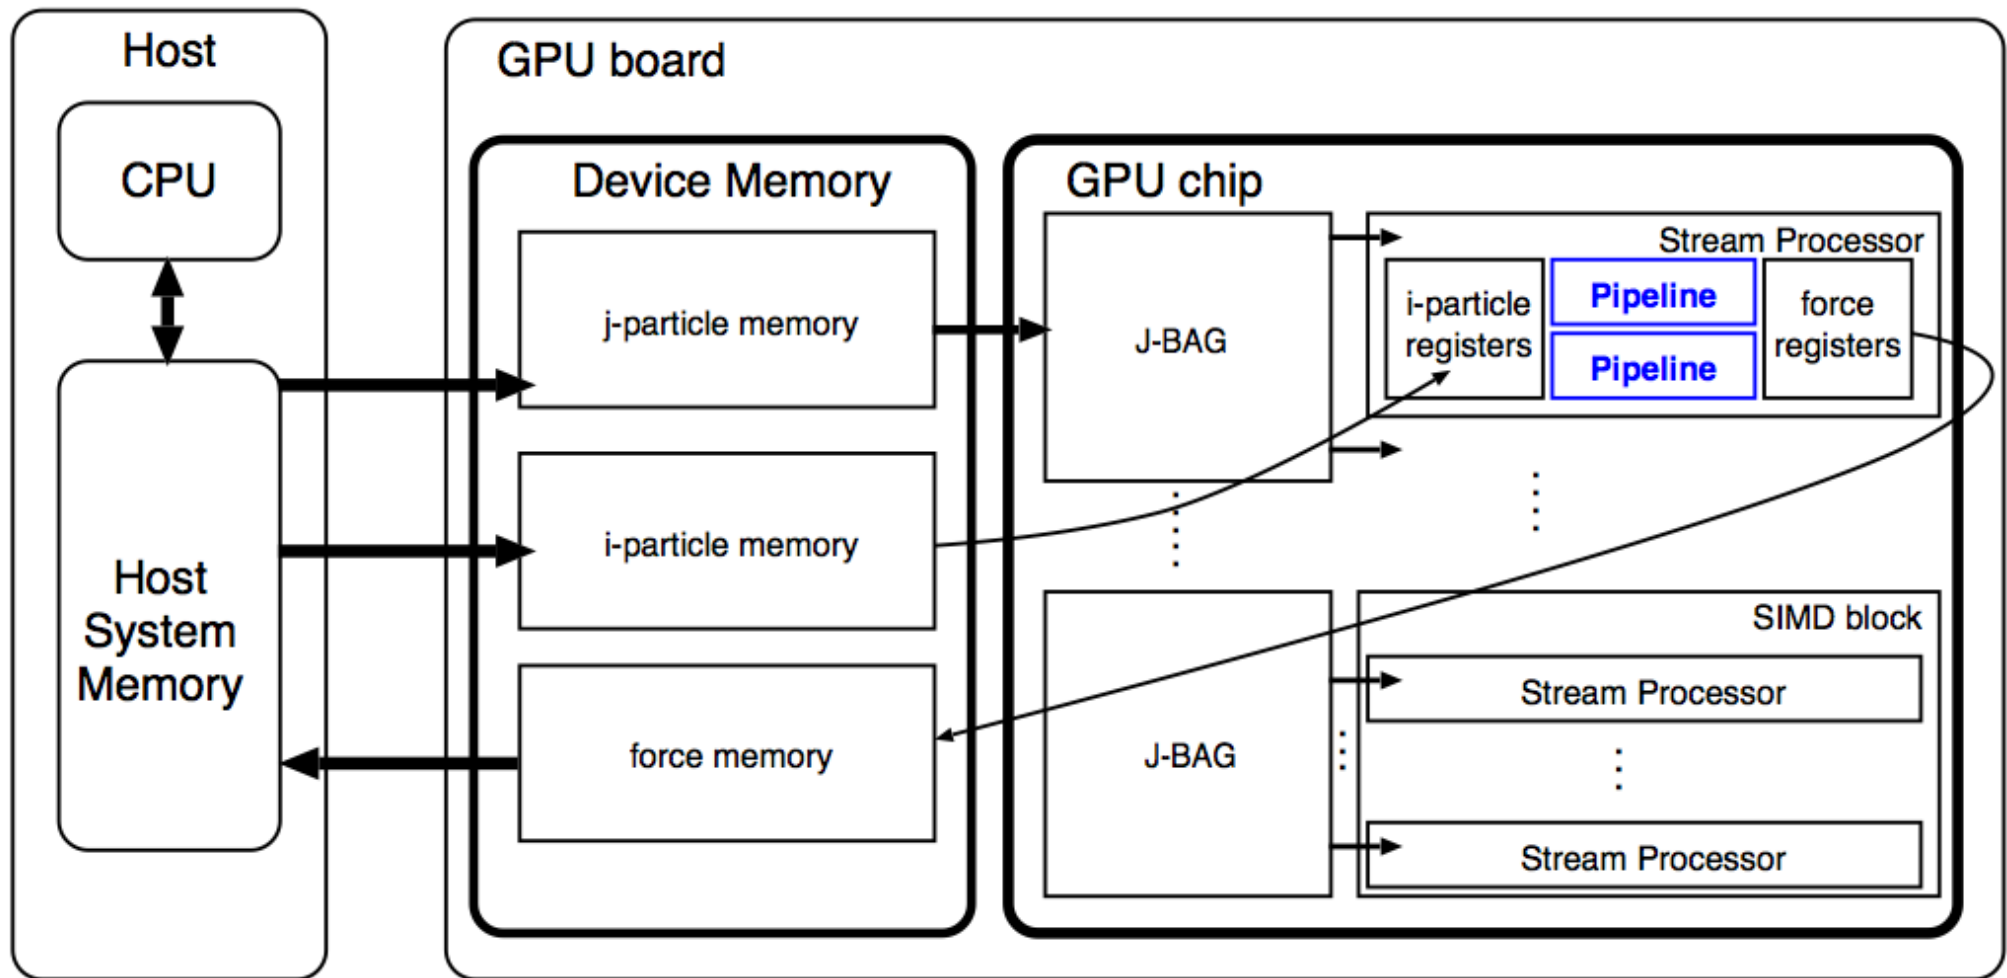 Host
CPU
Host
System
Memory
GPU board
Device Memory
j-particle memory
i-particle memory
force memory
GPU chip
J-BAG
Stream Processor
i-particle
registers
Pipeline
Pipeline
force
registers
J-BAG
SIMD block
Stream Processor
Stream Processor